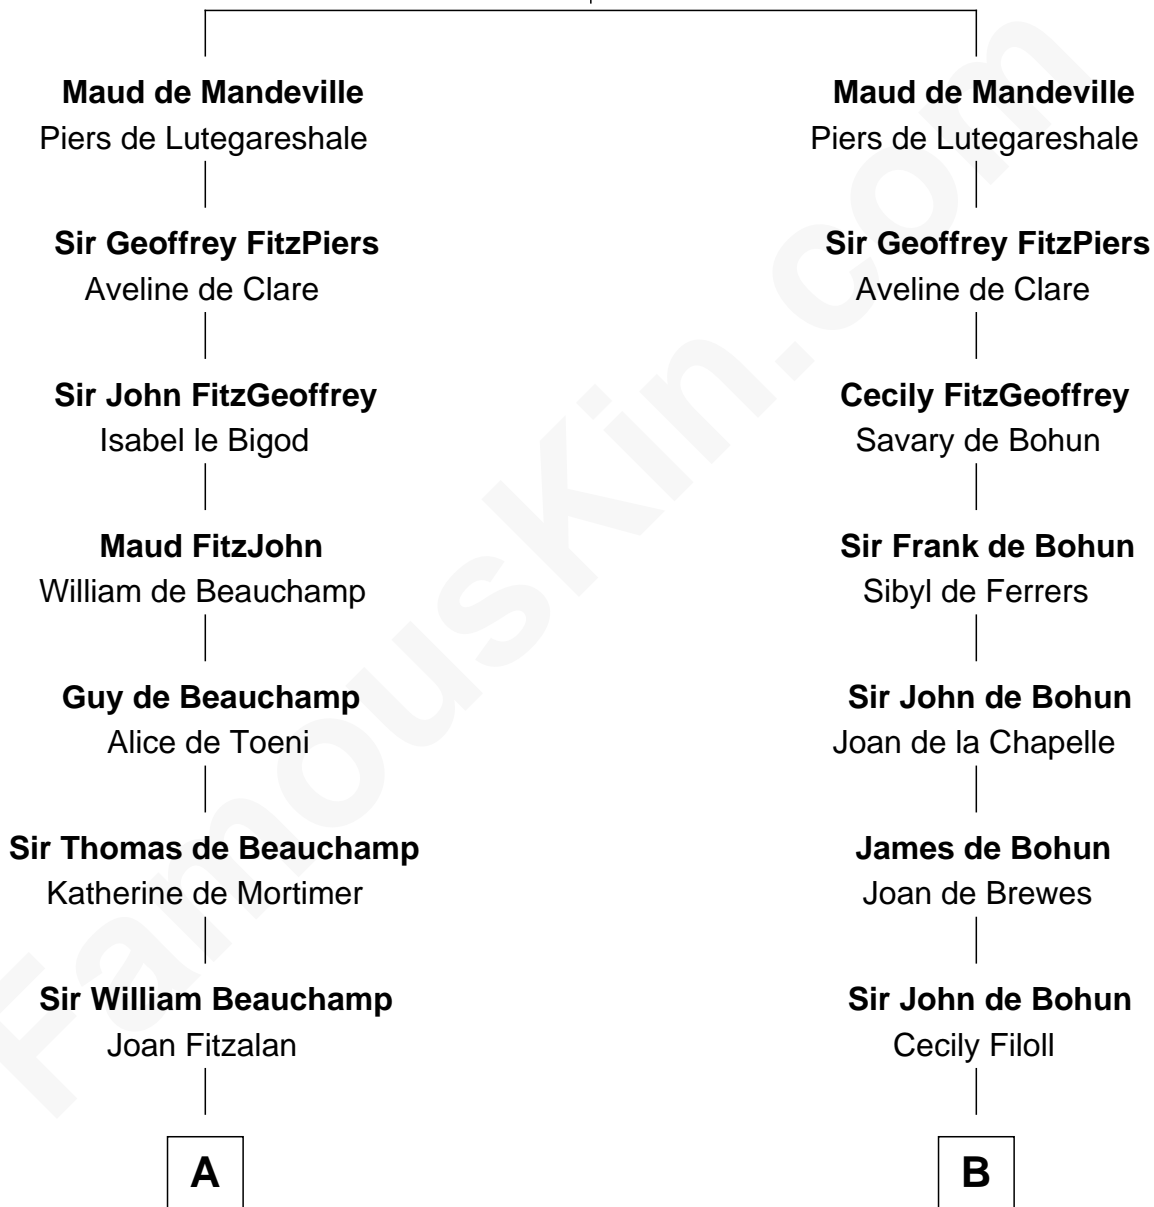 Maud de Mandeville
Piers de Lutegareshale
Sir Geoffrey FitzPiers
Aveline de Clare
Sir John FitzGeoffrey
Isabel le Bigod
Maud FitzJohn
William de Beauchamp
Guy de Beauchamp
Alice de Toeni
Sir Thomas de Beauchamp
Katherine de Mortimer
Sir William Beauchamp
Joan Fitzalan
A
Maud de Mandeville
Piers de Lutegareshale
Sir Geoffrey FitzPiers
Aveline de Clare
Cecily FitzGeoffrey
Savary de Bohun
Sir Frank de Bohun
Sibyl de Ferrers
Sir John de Bohun
Joan de la Chapelle
James de Bohun
Joan de Brewes
Sir John de Bohun
Cecily Filoll
B
FamousKin.com